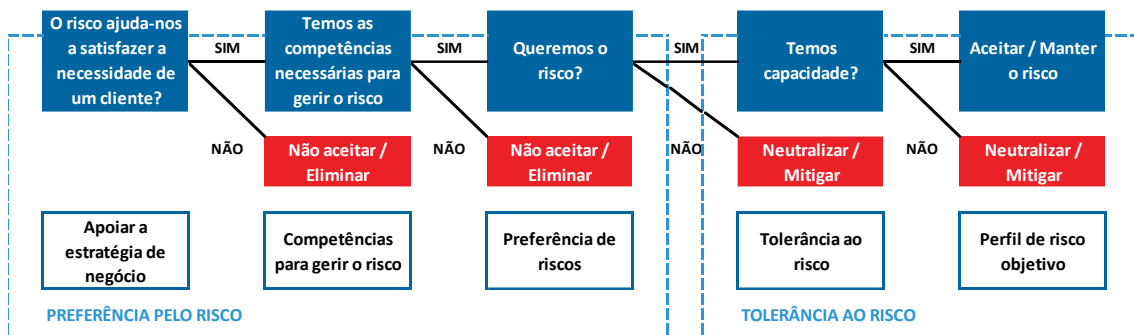 O risco ajuda-nos
a satisfazer a
necessidade de
um cliente?
SIM
Temos as
competências
necessárias para
gerir o risco
SIM
Queremos o
risco?
SIM
Temos
capacidade?
SIM
Aceitar / Manter
o risco
NÃO
Não aceitar /
Eliminar
NÃO
Não aceitar /
Eliminar
NÃO
Neutralizar /
Mitigar
NÃO
Neutralizar /
Mitigar
Apoiar a
estratégia de
negócio
Competências
para gerir o risco
Preferência de
riscos
Tolerância ao
risco
Perfil de risco
objetivo
PREFERÊNCIA PELO RISCO
TOLERÂNCIA AO RISCO